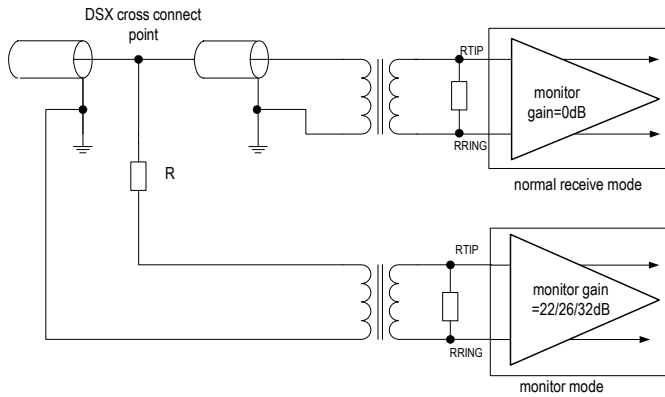 DSX cross connect
point
RTIP
monitor
gain=0dB
RRING
normal receive mode
R
RTIP
monitor gain
=22/26/32dB
RRING
monitor mode